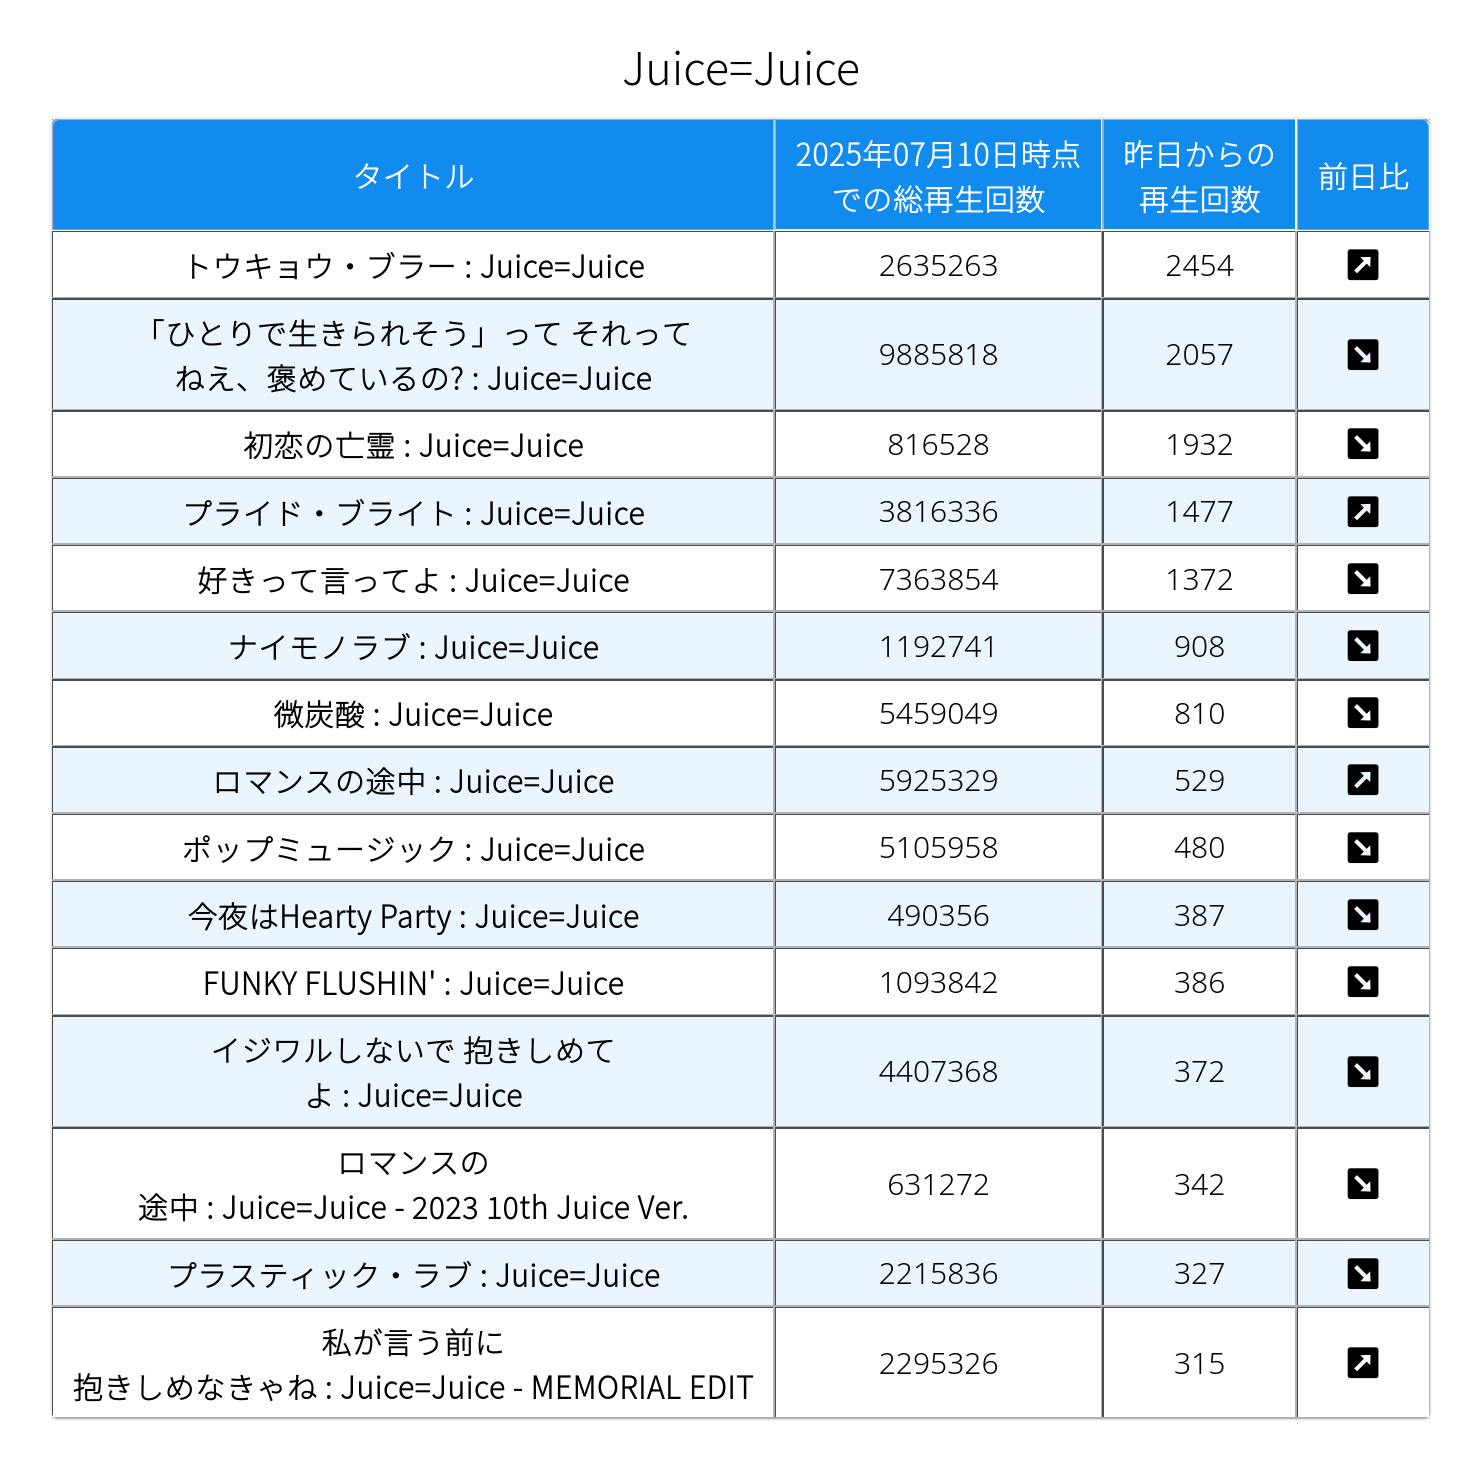 Juice=Juice
タイトル
2025年07月10日時点
での総再生回数
昨日からの
再生回数
前日比
トウキョウ・ブラー : Juice=Juice 2635263 2454 ↗
「ひとりで生きられそう」って それって
ねえ、褒めているの? : Juice=Juice 9885818 2057 ↘
初恋の亡霊 : Juice=Juice 816528 1932 ↘
プライド・ブライト : Juice=Juice 3816336 1477 ↗
好きって言ってよ : Juice=Juice 7363854 1372 ↘
ナイモノラブ : Juice=Juice 1192741 908 ↘
微炭酸 : Juice=Juice 5459049 810 ↘
ロマンスの途中 : Juice=Juice 5925329 529 ↗
ポップミュージック : Juice=Juice 5105958 480 ↘
今夜はHearty Party : Juice=Juice 490356 387 ↘
FUNKY FLUSHIN' : Juice=Juice 1093842 386 ↘
イジワルしないで 抱きしめて
よ : Juice=Juice 4407368 372 ↘
ロマンスの
途中 : Juice=Juice - 2023 10th Juice Ver. 631272 342 ↘
プラスティック・ラブ : Juice=Juice 2215836 327 ↘
私が言う前に
抱きしめなきゃね : Juice=Juice - MEMORIAL EDIT 2295326 315 ↗